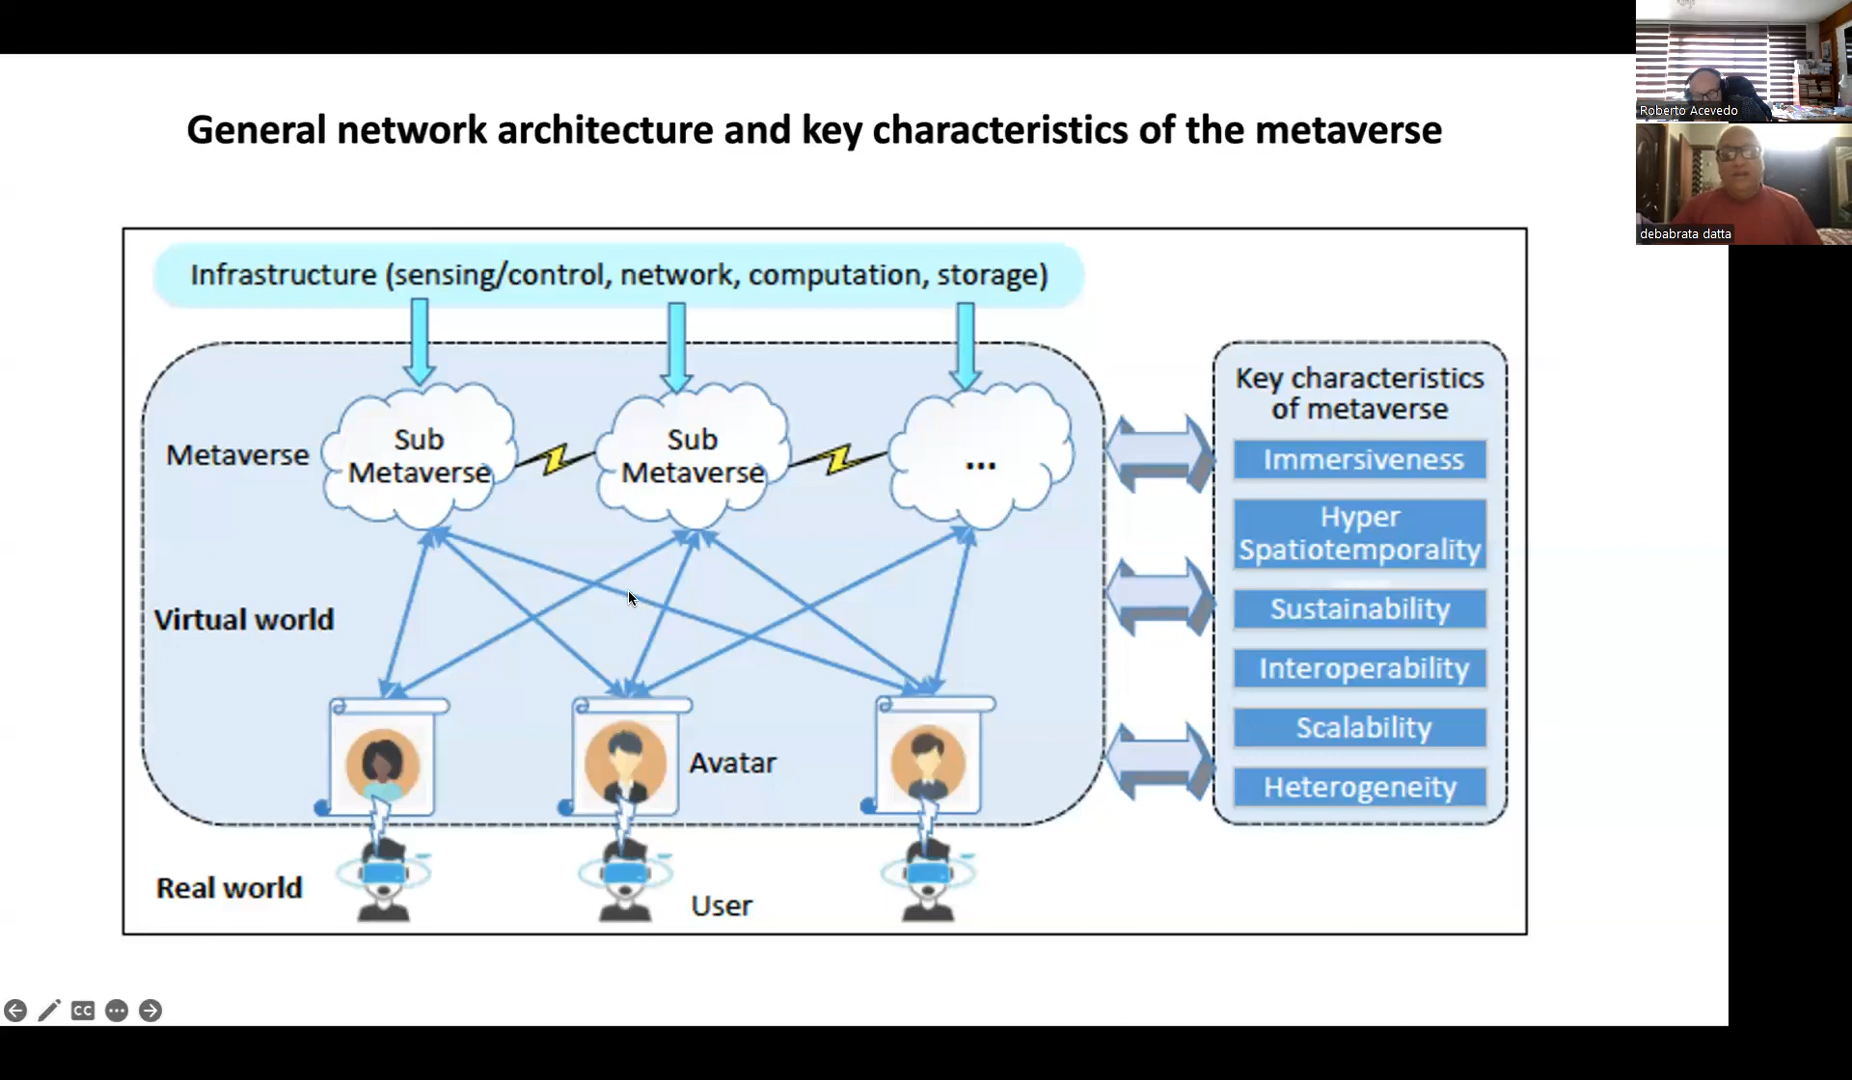 General network architecture and key characteristics of the metaverse
Roberto Acevedo
debabrata datta
Infrastructure (sensing/control, network, computation, storage)
Metaverse
Sub
Metaverse
Sub
Metaverse
...
Virtual world
Avatar
Real world
User
Key characteristics
of metaverse
Immersiveness
Hyper
Spatiotemporality
Sustainability
Interoperability
Scalability
Heterogeneity
CC